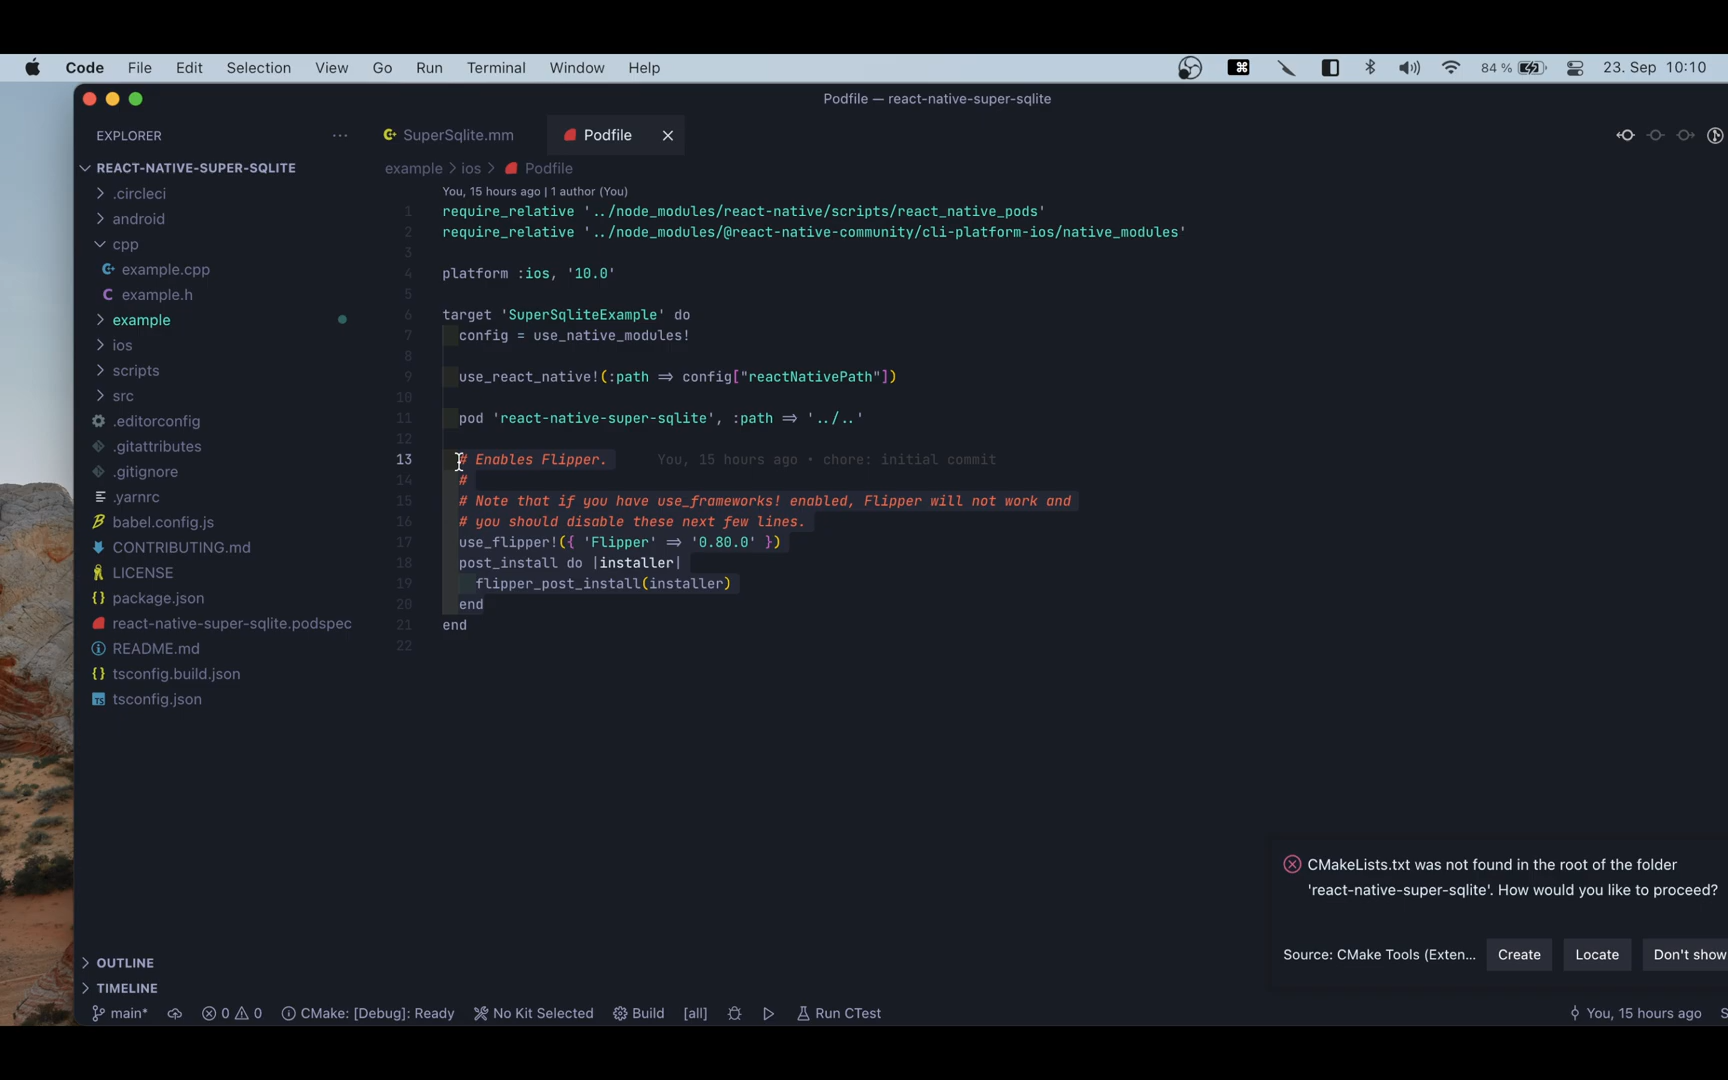 Code File Edit Selection View Go Run Terminal Window Help 84 % 23. Sep 10:10
Podfile — react-native-super-sqlite
EXPLORER ···
SuperSqlite.mm
Podfile
REACT-NATIVE-SUPER-SQLITE
.circleci
android
cpp
example.cpp
example.h
example
ios
scripts
src
.editorconfig
.gitattributes
.gitignore
.yarnrc
babel.config.js
CONTRIBUTING.md
LICENSE
package.json
react-native-super-sqlite.podspec
README.md
tsconfig.build.json
tsconfig.json
OUTLINE
TIMELINE
example > ios > Podfile
You, 15 hours ago | 1 author (You)
1 require_relative '../node_modules/react-native/scripts/react_native_pods'
2 require_relative '../node_modules/@react-native-community/cli-platform-ios/native_modules'
3
4 platform :ios, '10.0'
5
6 target 'SuperSqliteExample' do
7 config = use_native_modules!
8
9 use_react_native!(:path => config["reactNativePath"])
10
11 pod 'react-native-super-sqlite', :path => '../..'
12
13 # Enables Flipper. You, 15 hours ago • chore: initial commit
14 #
15 # Note that if you have use_frameworks! enabled, Flipper will not work and
16 # you should disable these next few lines.
17 use_flipper!({ 'Flipper' => '0.80.0' })
18 post_install do |installer|
19 flipper_post_install(installer)
20 end
21 end
22
CMakeLists.txt was not found in the root of the folder
'react-native-super-sqlite'. How would you like to proceed?
Source: CMake Tools (Exten... Create Locate Don't show
main* 0 0 CMake: [Debug]: Ready No Kit Selected Build [all] Run CTest You, 15 hours ago S